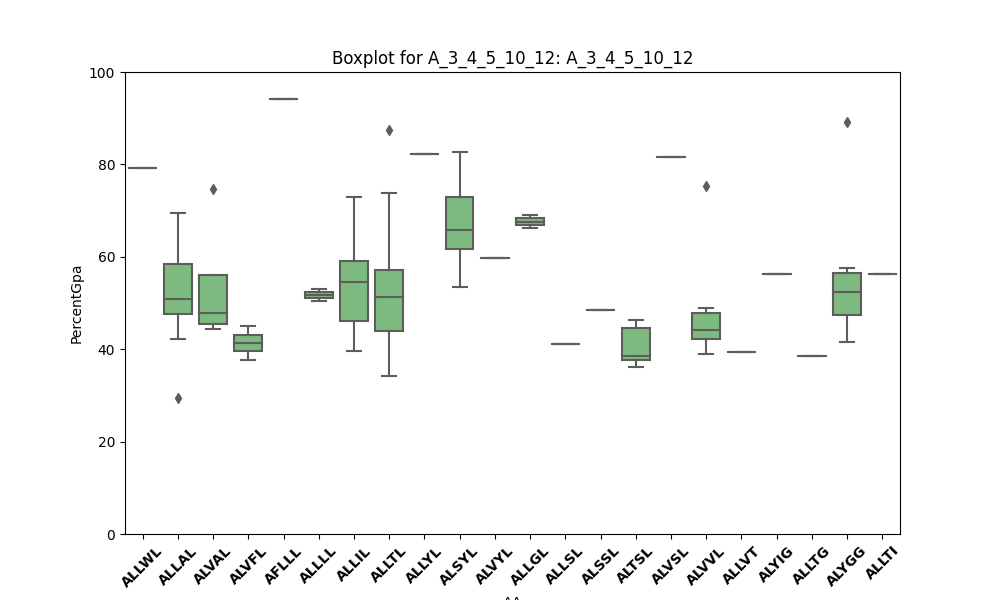 Boxplot for A_3_4_5_10_12: A_3_4_5_10_12
100
80
60
40
20
0
PercentGpa
ALLWL ALLAL ALVAL ALVFL AFLLL ALLLL ALLIL ALLTL ALLYL ALSYL ALVYL ALLGL ALLSL ALSSL ALTSL ALVSL ALVVL ALLVT ALYIG ALLTG ALYGG ALLTI
AA